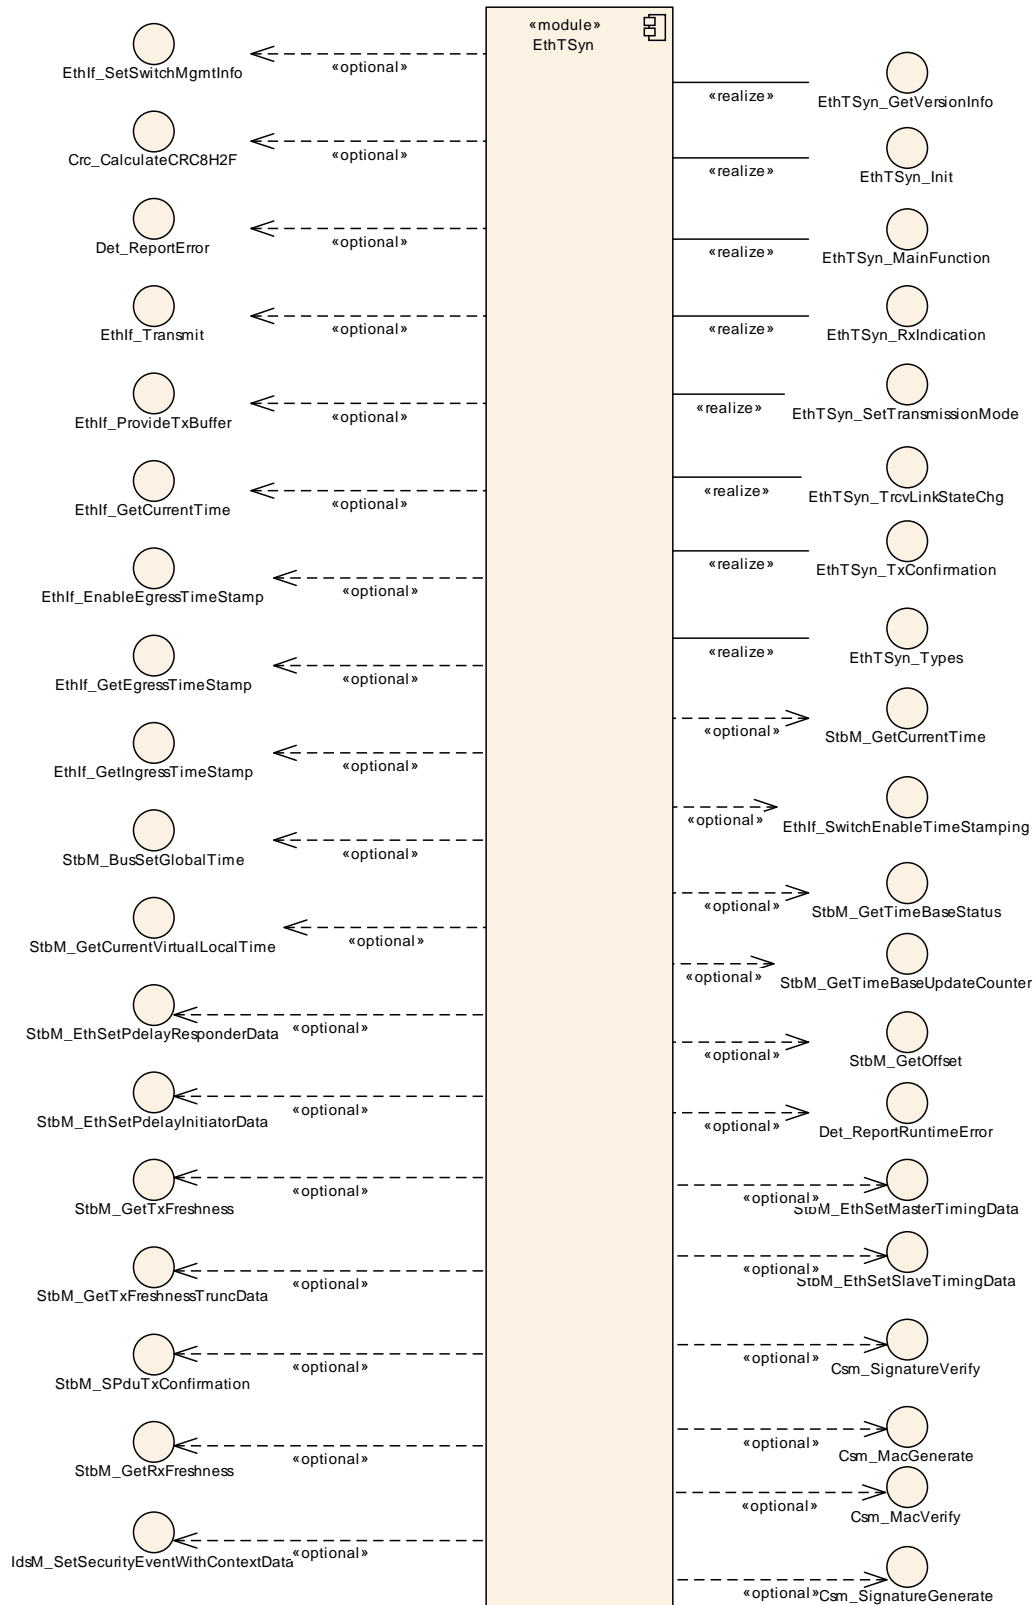 «module»
EthTSyn
EthIf_SetSwitchMgmtInfo
«optional»
Crc_CalculateCRC8H2F
«optional»
Det_ReportError
«optional»
EthIf_Transmit
«optional»
EthIf_ProvideTxBuffer
«optional»
EthIf_GetCurrentTime
«optional»
EthIf_EnableEgressTimeStamp
«optional»
EthIf_GetEgressTimeStamp
«optional»
EthIf_GetIngressTimeStamp
«optional»
StbM_BusSetGlobalTime
«optional»
StbM_GetCurrentVirtualLocalTime
«optional»
StbM_EthSetPdelayResponderData
«optional»
StbM_EthSetPdelayInitiatorData
«optional»
StbM_GetTxFreshness
«optional»
StbM_GetTxFreshnessTruncData
«optional»
StbM_SPduTxConfirmation
«optional»
StbM_GetRxFreshness
«optional»
IdsM_SetSecurityEventWithContextData
«optional»
«realize»
EthTSyn_GetVersionInfo
«realize»
EthTSyn_Init
«realize»
EthTSyn_MainFunction
«realize»
EthTSyn_RxIndication
«realize»
EthTSyn_SetTransmissionMode
«realize»
EthTSyn_TrcvLinkStateChg
«realize»
EthTSyn_TxConfirmation
«realize»
EthTSyn_Types
«optional»
StbM_GetCurrentTime
«optional»
EthIf_SwitchEnableTimeStamping
«optional»
StbM_GetTimeBaseStatus
«optional»
StbM_GetTimeBaseUpdateCounter
«optional»
StbM_GetOffset
«optional»
Det_ReportRuntimeError
«optional»
StbM_EthSetMasterTimingData
«optional»
StbM_EthSetSlaveTimingData
«optional»
Csm_SignatureVerify
«optional»
Csm_MacGenerate
«optional»
Csm_MacVerify
«optional»
Csm_SignatureGenerate